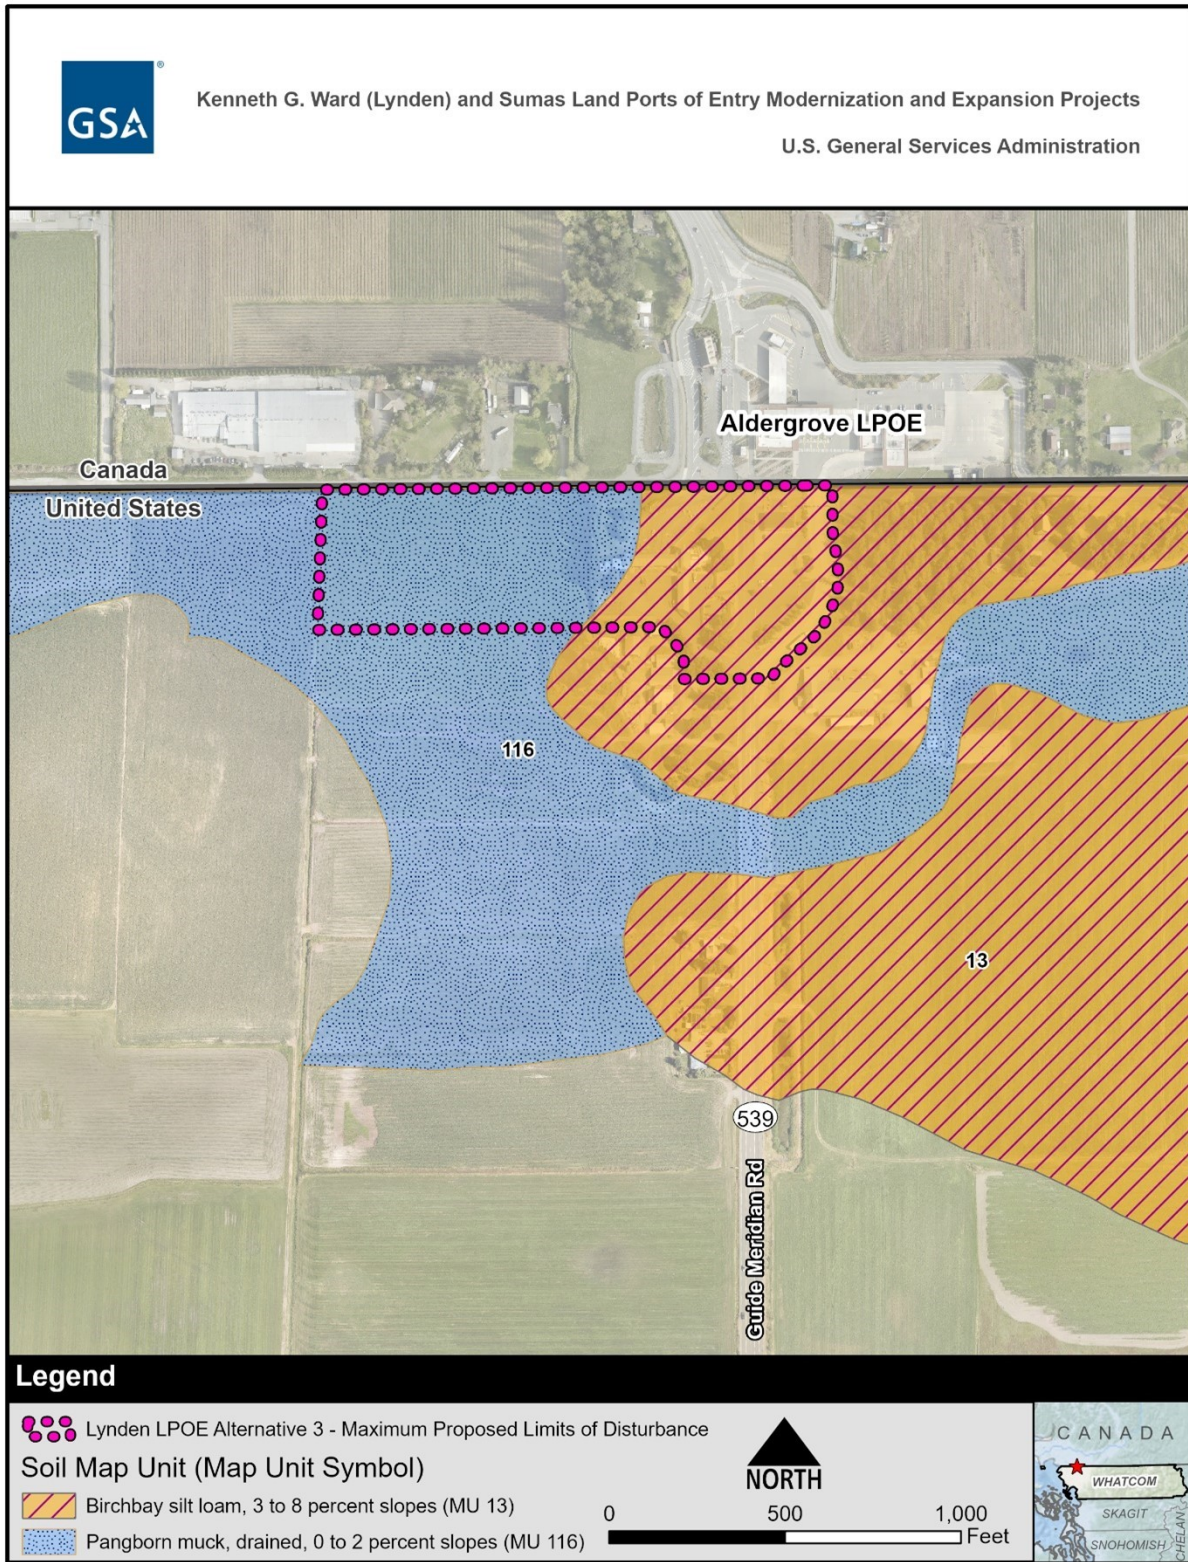 GSA
®
Kenneth G. Ward (Lynden) and Sumas Land Ports of Entry Modernization and Expansion Projects
U.S. General Services Administration
Aldergrove LPOE
Canada
United States
116
13
539
Guide Meridian Rd
Legend
Lynden LPOE Alternative 3 - Maximum Proposed Limits of Disturbance
Soil Map Unit (Map Unit Symbol)
Birchbay silt loam, 3 to 8 percent slopes (MU 13)
Pangborn muck, drained, 0 to 2 percent slopes (MU 116)
NORTH
0 500 1,000
Feet
CANADA
WHATCOM
SKAGIT
SNOHOMISH
CHELAN